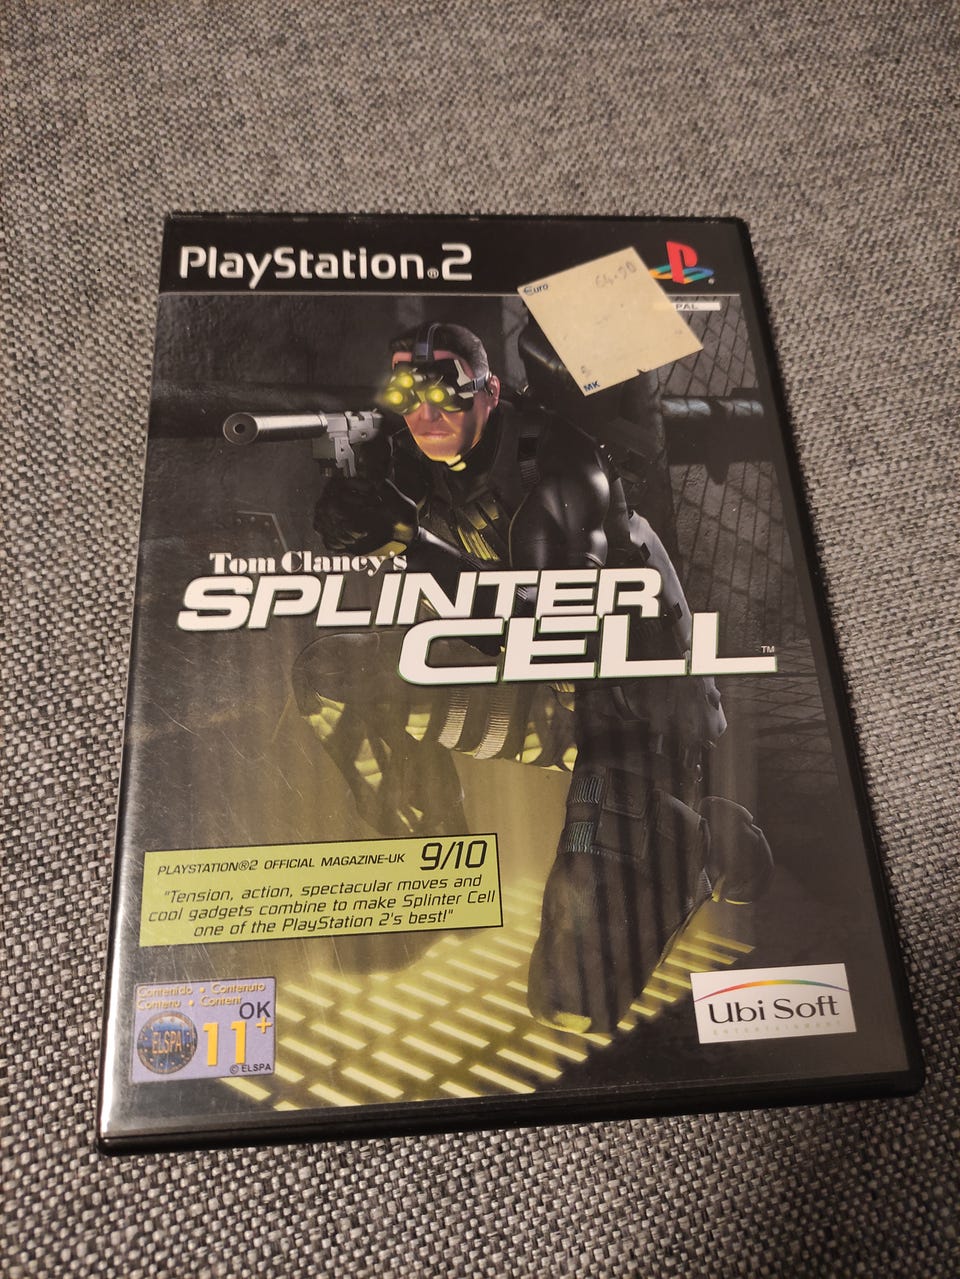 PlayStation®2
Euro
MK
PAL
Tom Clancy's
SPLINTER
CELL™
PLAYSTATION®2 OFFICIAL MAGAZINE-UK 9/10
"Tension, action, spectacular moves and
cool gadgets combine to make Splinter Cell
one of the PlayStation 2's best!"
Contenido • Contenuto
Contenu • Content
OK
ELSPA
11+
© ELSPA
Ubi Soft
Entertainment